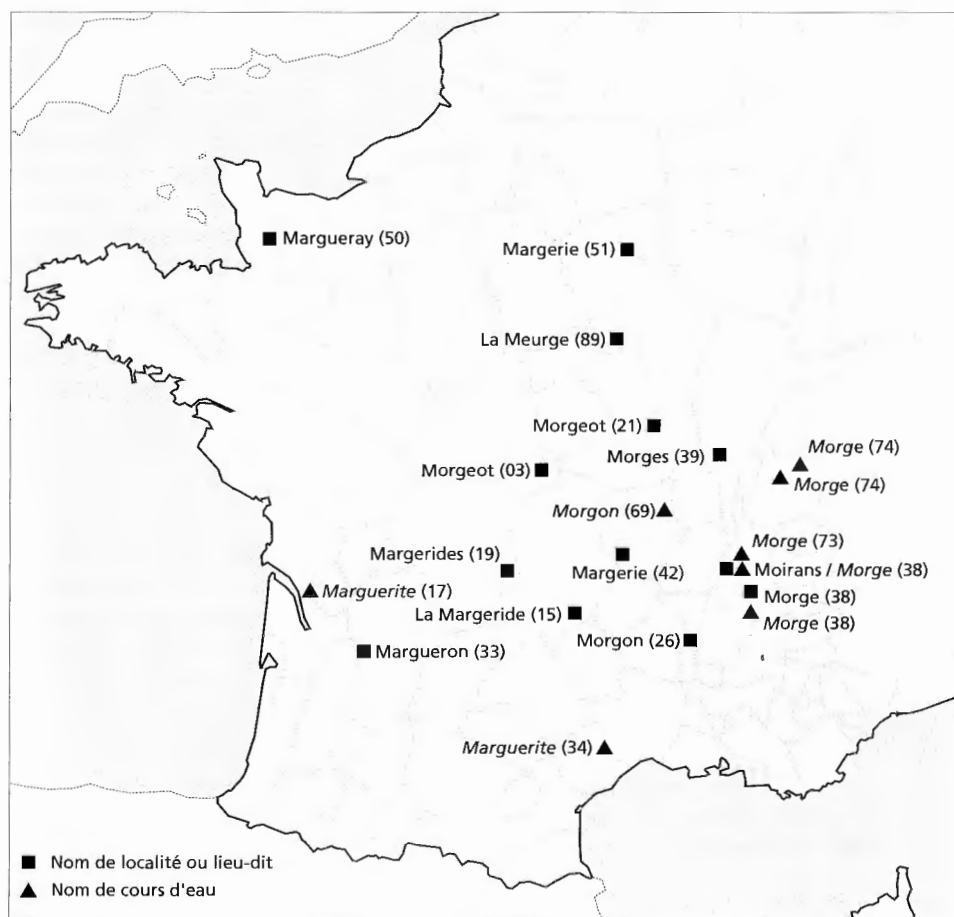 Margueray (50)
Margerie (51)
La Meurge (89)
Morgeot (21)
Morge (74)
Morges (39)
Morgeot (03)
Morge (74)
Morgon (69)
Morge (73)
Margerides (19)
Margerie (42)
Moirans / Morge (38)
Marguerite (17)
Morge (38)
La Margeride (15)
Morge (38)
Morgon (26)
Margueron (33)
Marguerite (34)
Nom de localité ou lieu-dit
Nom de cours d'eau